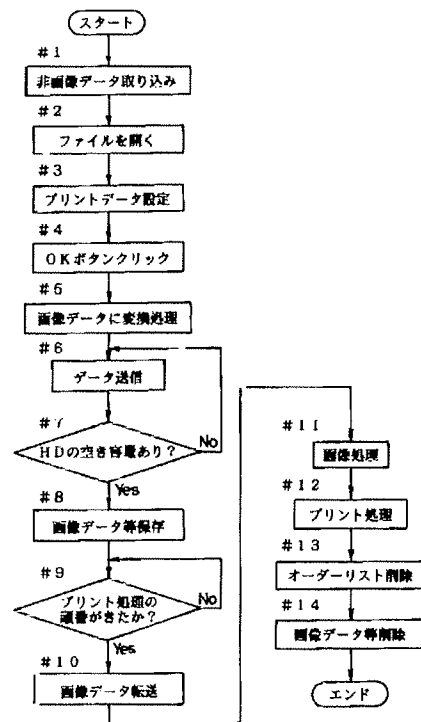 スタート
#1
非画像データ取り込み
#2
ファイルを開く
#3
プリントデータ設定
#4
OKボタンクリック
#5
画像データに変換処理
#6
データ送信
#7
HDの空き容量あり?
No
Yes
#8
画像データ等保存
#9
プリント処理の
順番がきたか?
No
Yes
#10
画像データ転送
#11
画像処理
#12
プリント処理
#13
オーダーリスト削除
#14
画像データ等削除
エンド